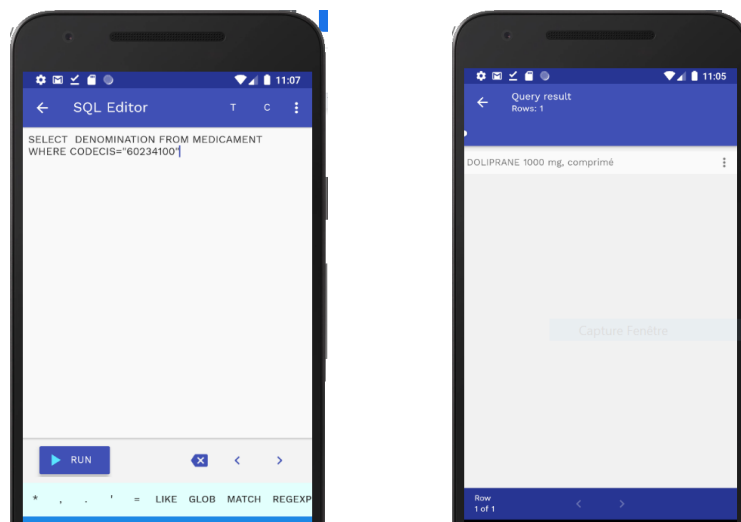 11:07
SQL Editor
T C
SELECT DENOMINATION FROM MEDICAMENT
WHERE CODECIS="60234100"
RUN
* , . ' = LIKE GLOB MATCH REGEXP
11:05
Query result
Rows: 1
DOLIPRANE 1000 mg, comprimé
Capture Fenêtre
Row
1 of 1